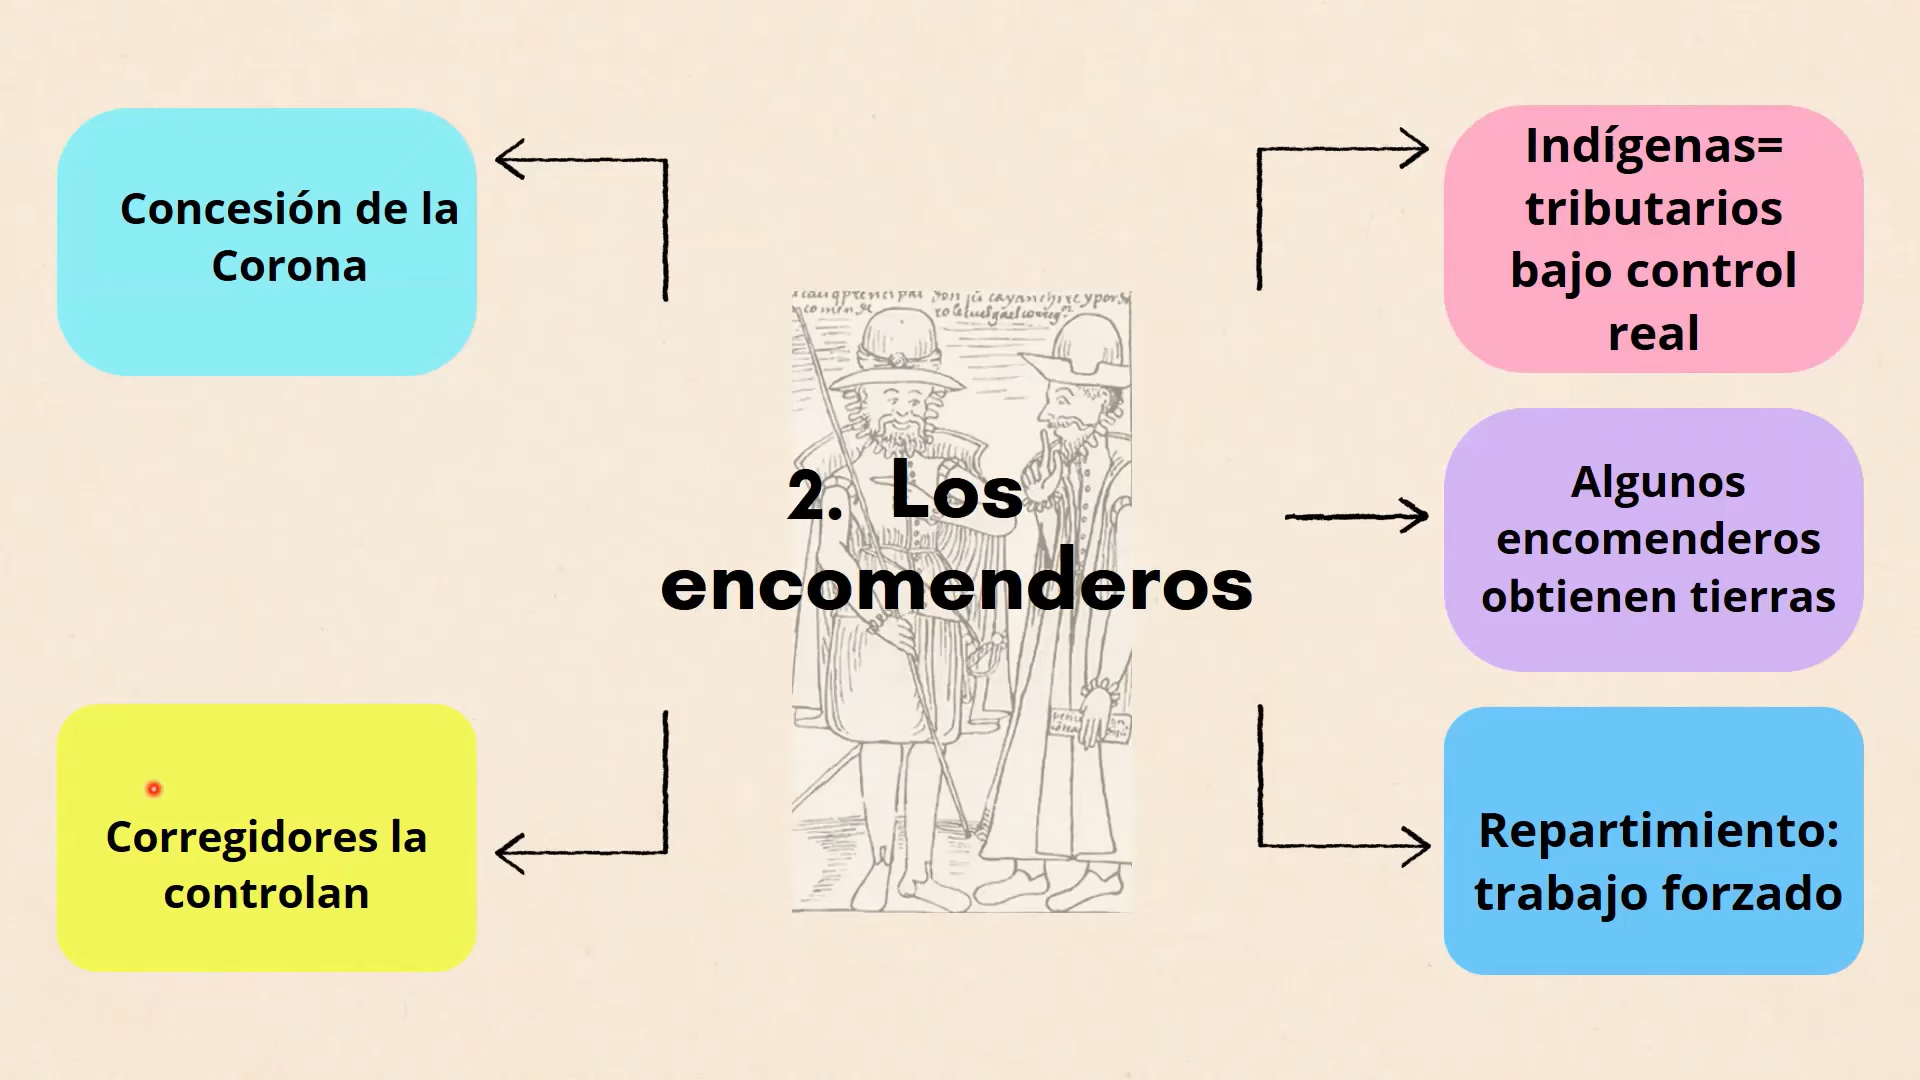 Concesión de la
Corona
Corregidores la
controlan
2. Los
encomenderos
Indígenas=
tributarios
bajo control
real
Algunos
encomenderos
obtienen tierras
Repartimiento:
trabajo forzado